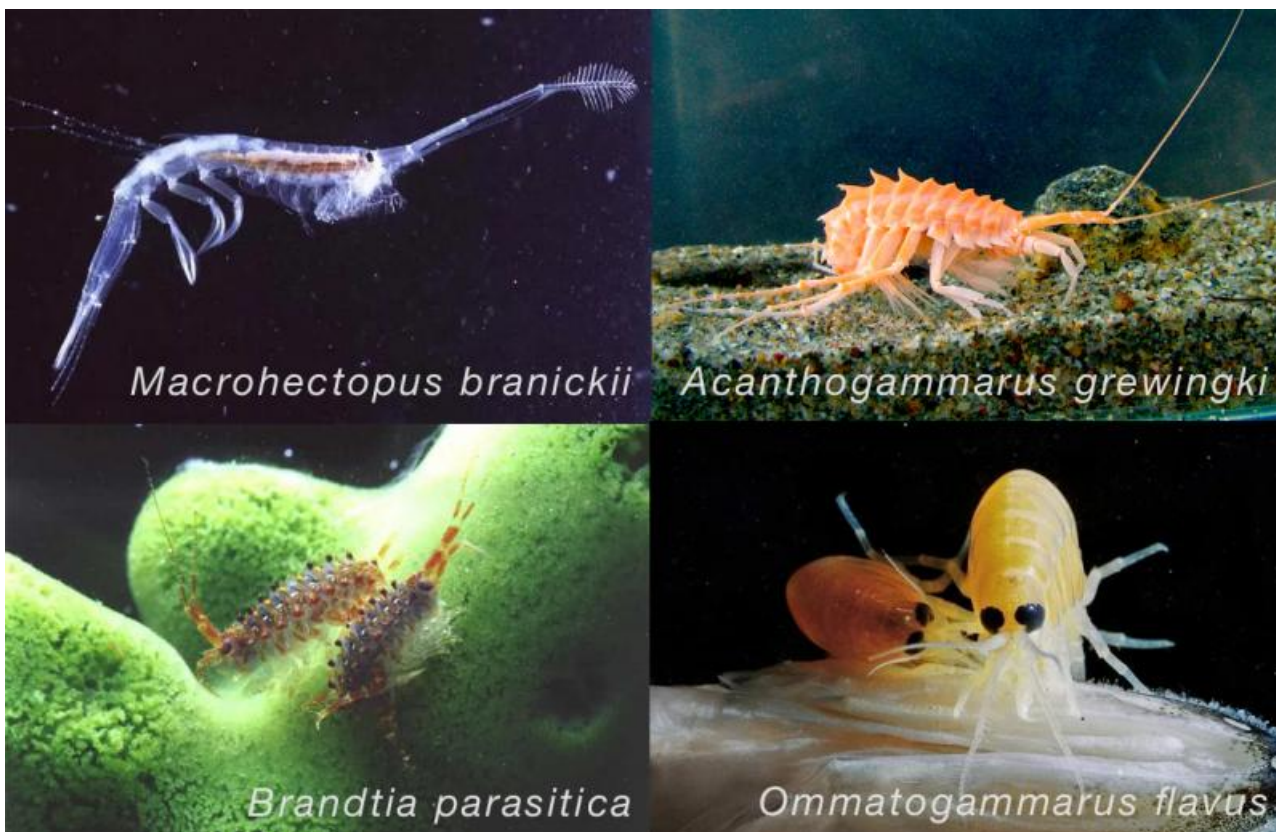 Macrohectopus branickii
Acanthogammarus grewingki
Brandtia parasitica
Ommatogammarus flavus